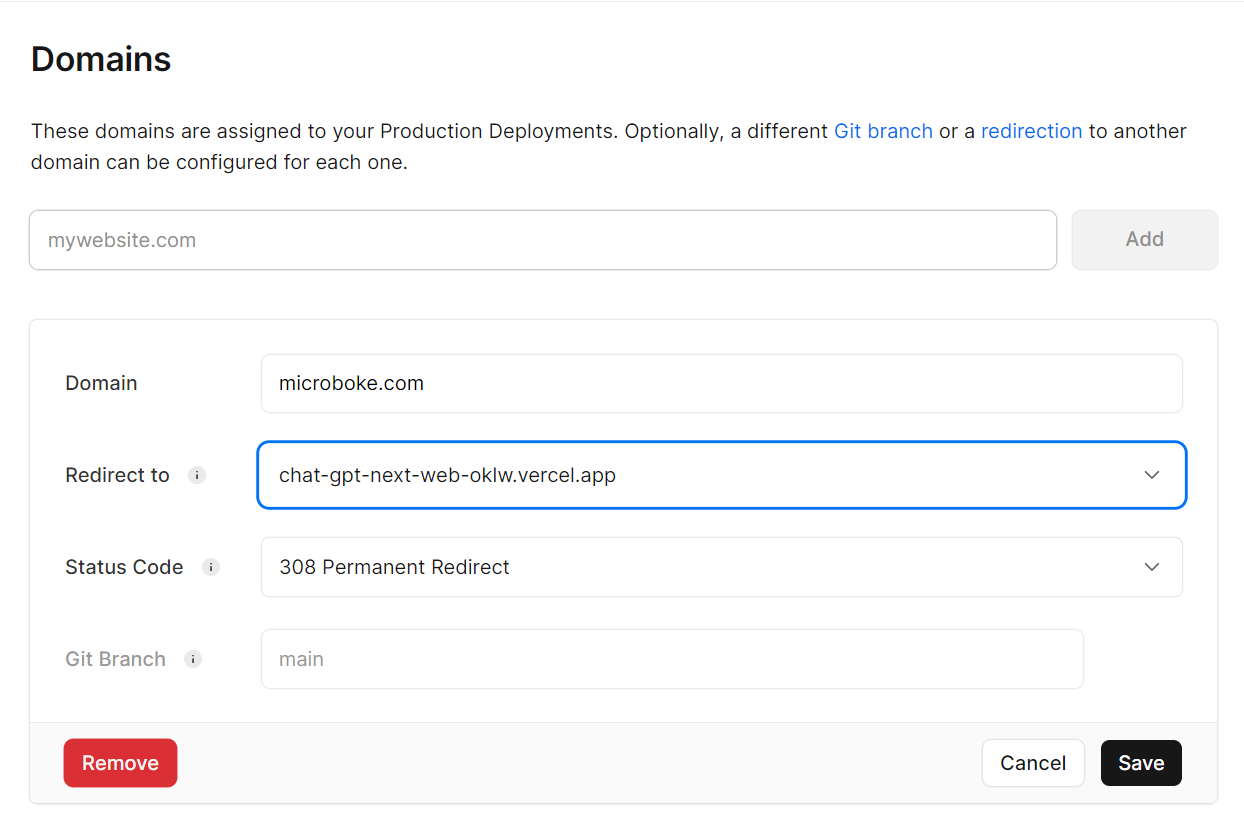 Domains
These domains are assigned to your Production Deployments. Optionally, a different Git branch or a redirection to another
domain can be configured for each one.
mywebsite.com
Add
Domain
microboke.com
Redirect to
chat-gpt-next-web-oklw.vercel.app
Status Code
308 Permanent Redirect
Git Branch
main
Remove
Cancel
Save